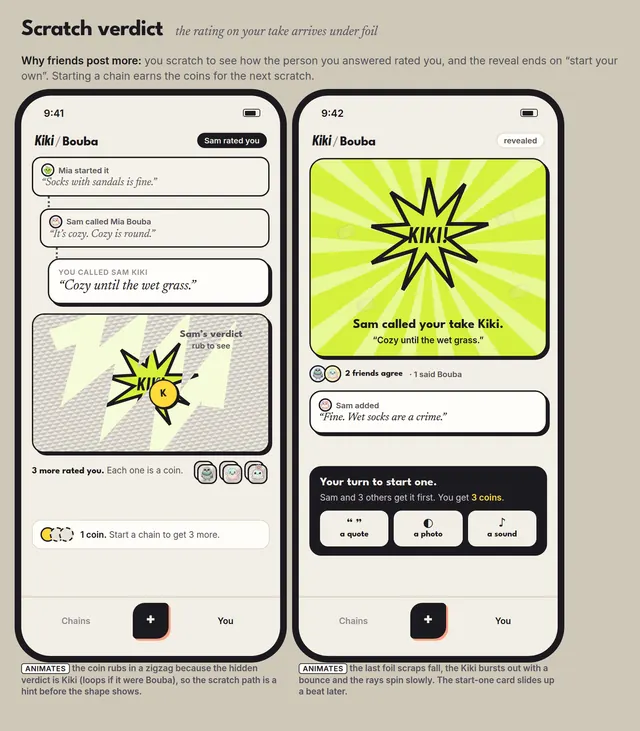 Scratch verdict the rating on your take arrives under foil
Why friends post more: you scratch to see how the person you answered rated you, and the reveal ends on “start your
own”. Starting a chain earns the coins for the next scratch.
9:41
Kiki / Bouba
Sam rated you
Mia started it
“Socks with sandals is fine.”
Sam called Mia Bouba
“It’s cozy. Cozy is round.”
YOU CALLED SAM KIKI
“Cozy until the wet grass.”
Sam’s verdict
rub to see
K
3 more rated you. Each one is a coin.
1 coin. Start a chain to get 3 more.
Chains
+
You
ANIMATES the coin rubs in a zigzag because the hidden
verdict is Kiki (loops if it were Bouba), so the scratch path is a
hint before the shape shows.
9:42
Kiki / Bouba
revealed
KIKI!
Sam called your take Kiki.
“Cozy until the wet grass.”
2 friends agree · 1 said Bouba
Sam added
“Fine. Wet socks are a crime.”
Your turn to start one.
Sam and 3 others get it first. You get 3 coins.
“ ”
a quote
a photo
♪
a sound
Chains
+
You
ANIMATES the last foil scraps fall, the Kiki bursts out with a
bounce and the rays spin slowly. The start-one card slides up
a beat later.